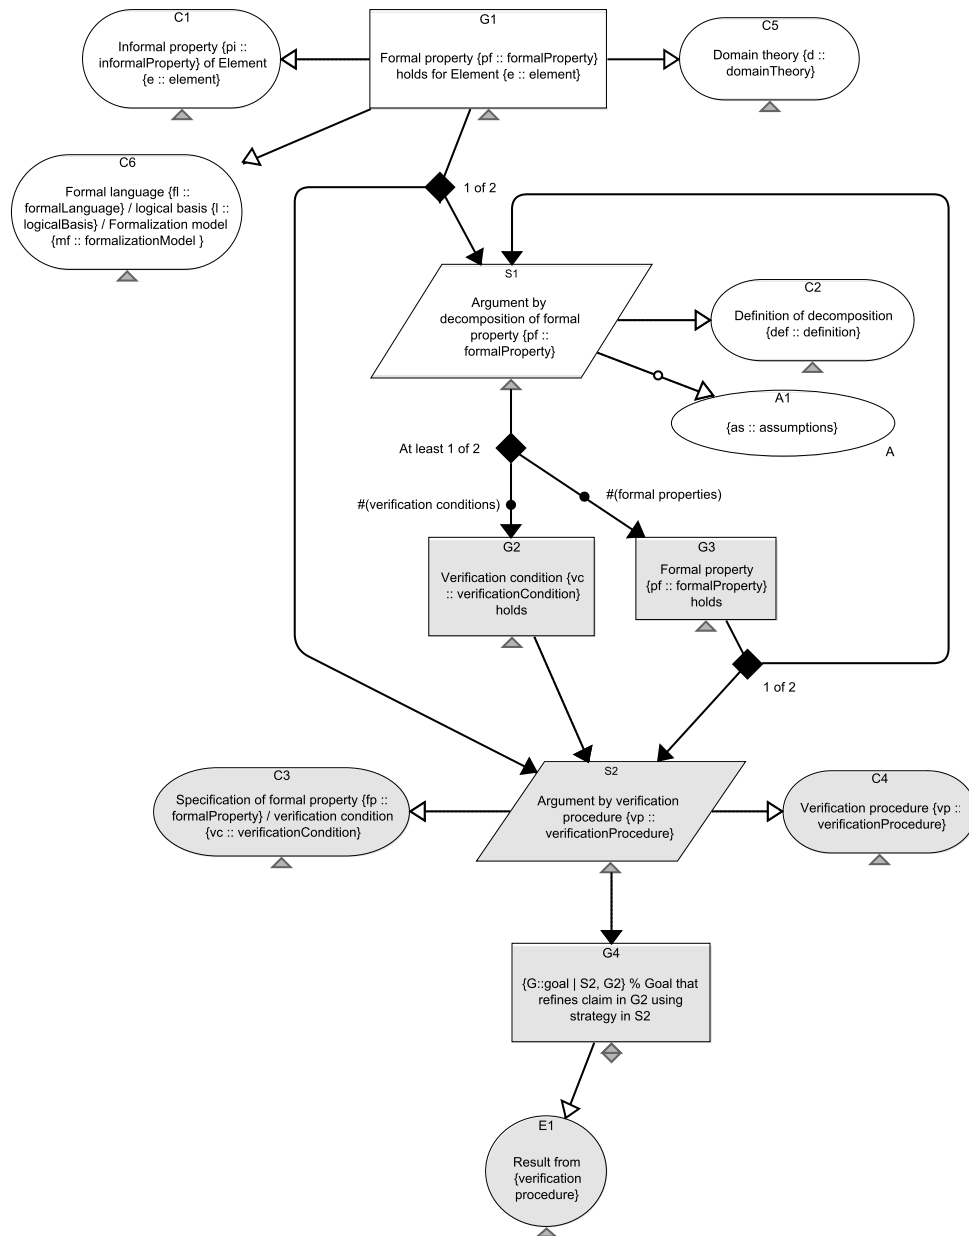 C1
Informal property {pi ::
informalProperty} of Element
{e :: element}
G1
Formal property {pf :: formalProperty}
holds for Element {e :: element}
C5
Domain theory {d ::
domainTheory}
C6
Formal language {fl ::
formalLanguage} / logical basis {l ::
logicalBasis} / Formalization model
{mf :: formalizationModel }
1 of 2
S1
Argument by
decomposition of formal
property {pf ::
formalProperty}
C2
Definition of decomposition
{def :: definition}
A1
{as :: assumptions}
A
At least 1 of 2
#(verification conditions)
#(formal properties)
G2
Verification condition {vc
:: verificationCondition}
holds
G3
Formal property
{pf :: formalProperty}
holds
1 of 2
C3
Specification of formal property {fp ::
formalProperty} / verification condition
{vc :: verificationCondition}
S2
Argument by verification
procedure {vp ::
verificationProcedure}
C4
Verification procedure {vp ::
verificationProcedure}
G4
{G::goal | S2, G2} % Goal that
refines claim in G2 using
strategy in S2
E1
Result from
{verification
procedure}